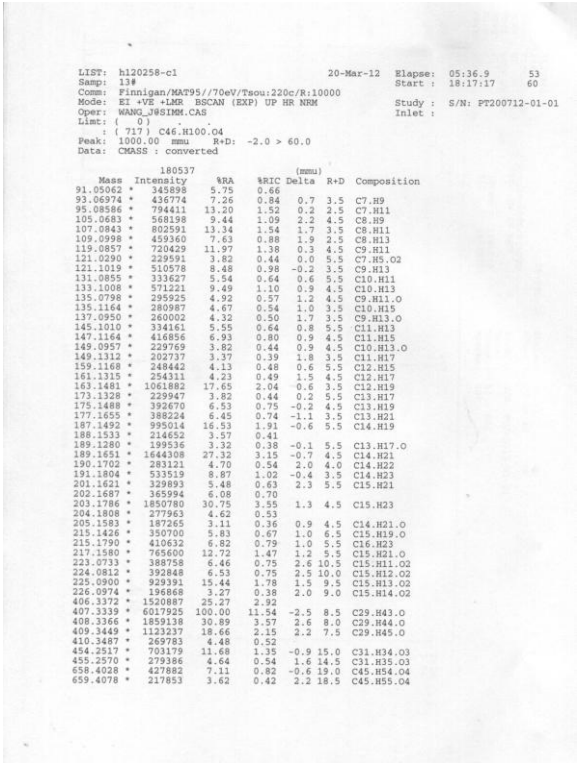 LIST: h120258-c1 20-Mar-12 Elapse: 05:36.9 53
Samp: 13# Start : 18:17:17 60
Comm: Finnigan/MAT95//70eV/Tsou:220c/R:10000
Mode: EI +VE +LMR BSCAN (EXP) UP HR NRM Study : S/N: PT200712-01-01
Oper: WANG_J@SIMM.CAS Inlet :
Limt: ( 0) . .
: ( 717 ) C46.H100.O4
Peak: 1000.00 mmu R+D: -2.0 > 60.0
Data: CMASS : converted
180537 (mmu)
Mass Intensity %RA %RIC Delta R+D Composition
91.05062 * 345898 5.75 0.66
93.06974 * 436774 7.26 0.84 0.7 3.5 C7.H9
95.08586 * 794411 13.20 1.52 0.2 2.5 C7.H11
105.0683 * 568198 9.44 1.09 2.2 4.5 C8.H9
107.0843 * 802591 13.34 1.54 1.7 3.5 C8.H11
109.0998 * 459360 7.63 0.88 1.9 2.5 C8.H13
119.0857 * 720429 11.97 1.38 0.3 4.5 C9.H11
121.0290 * 229591 3.82 0.44 0.0 5.5 C7.H5.O2
121.1019 * 510578 8.48 0.98 -0.2 3.5 C9.H13
131.0855 * 333627 5.54 0.64 0.6 5.5 C10.H11
133.1008 * 571221 9.49 1.10 0.9 4.5 C10.H13
135.0798 * 295925 4.92 0.57 1.2 4.5 C9.H11.O
135.1164 * 280987 4.67 0.54 1.0 3.5 C10.H15
137.0950 * 260002 4.32 0.50 1.7 3.5 C9.H13.O
145.1010 * 334161 5.55 0.64 0.8 5.5 C11.H13
147.1164 * 416856 6.93 0.80 0.9 4.5 C11.H15
149.0957 * 229769 3.82 0.44 0.9 4.5 C10.H13.O
149.1312 * 202737 3.37 0.39 1.8 3.5 C11.H17
159.1168 * 248442 4.13 0.48 0.6 5.5 C12.H15
161.1315 * 254311 4.23 0.49 1.5 4.5 C12.H17
163.1481 * 1061882 17.65 2.04 0.6 3.5 C12.H19
173.1328 * 229947 3.82 0.44 0.2 5.5 C13.H17
175.1488 * 392670 6.53 0.75 -0.2 4.5 C13.H19
177.1655 * 388224 6.45 0.74 -1.1 3.5 C13.H21
187.1492 * 995014 16.53 1.91 -0.6 5.5 C14.H19
188.1533 * 214652 3.57 0.41
189.1280 * 199536 3.32 0.38 -0.1 5.5 C13.H17.O
189.1651 * 1644308 27.32 3.15 -0.7 4.5 C14.H21
190.1702 * 283121 4.70 0.54 2.0 4.0 C14.H22
191.1804 * 533519 8.87 1.02 -0.4 3.5 C14.H23
201.1621 * 329893 5.48 0.63 2.3 5.5 C15.H21
202.1687 * 365994 6.08 0.70
203.1786 * 1850780 30.75 3.55 1.3 4.5 C15.H23
204.1808 * 277963 4.62 0.53
205.1583 * 187265 3.11 0.36 0.9 4.5 C14.H21.O
215.1426 * 350700 5.83 0.67 1.0 6.5 C15.H19.O
215.1790 * 410632 6.82 0.79 1.0 5.5 C16.H23
217.1580 * 765600 12.72 1.47 1.2 5.5 C15.H21.O
223.0733 * 388758 6.46 0.75 2.6 10.5 C15.H11.O2
224.0812 * 392848 6.53 0.75 2.5 10.0 C15.H12.O2
225.0900 * 929391 15.44 1.78 1.5 9.5 C15.H13.O2
226.0974 * 196868 3.27 0.38 2.0 9.0 C15.H14.O2
406.3372 * 1520887 25.27 2.92
407.3339 * 6017925 100.00 11.54 -2.5 8.5 C29.H43.O
408.3366 * 1859138 30.89 3.57 2.6 8.0 C29.H44.O
409.3449 * 1123237 18.66 2.15 2.2 7.5 C29.H45.O
410.3487 * 269783 4.48 0.52
454.2517 * 703179 11.68 1.35 -0.9 15.0 C31.H34.O3
455.2570 * 279386 4.64 0.54 1.6 14.5 C31.H35.O3
658.4028 * 427882 7.11 0.82 -0.6 19.0 C45.H54.O4
659.4078 * 217853 3.62 0.42 2.2 18.5 C45.H55.O4